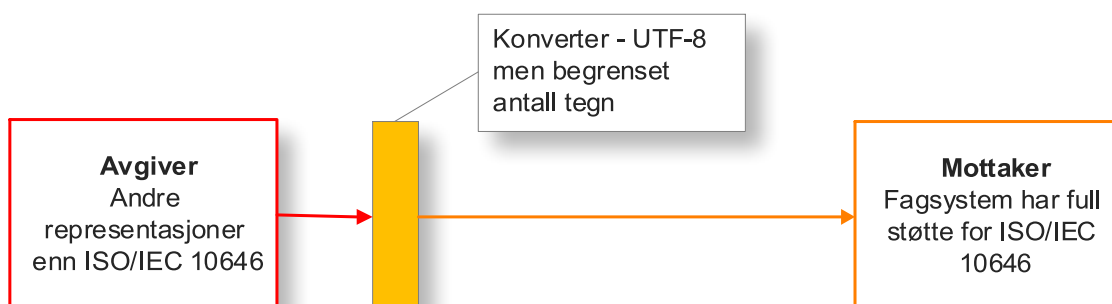 Konverter - UTF-8
men begrenset
antall tegn
Avgiver
Andre
representasjoner
enn ISO/IEC 10646
Mottaker
Fagsystem har full
støtte for ISO/IEC
10646